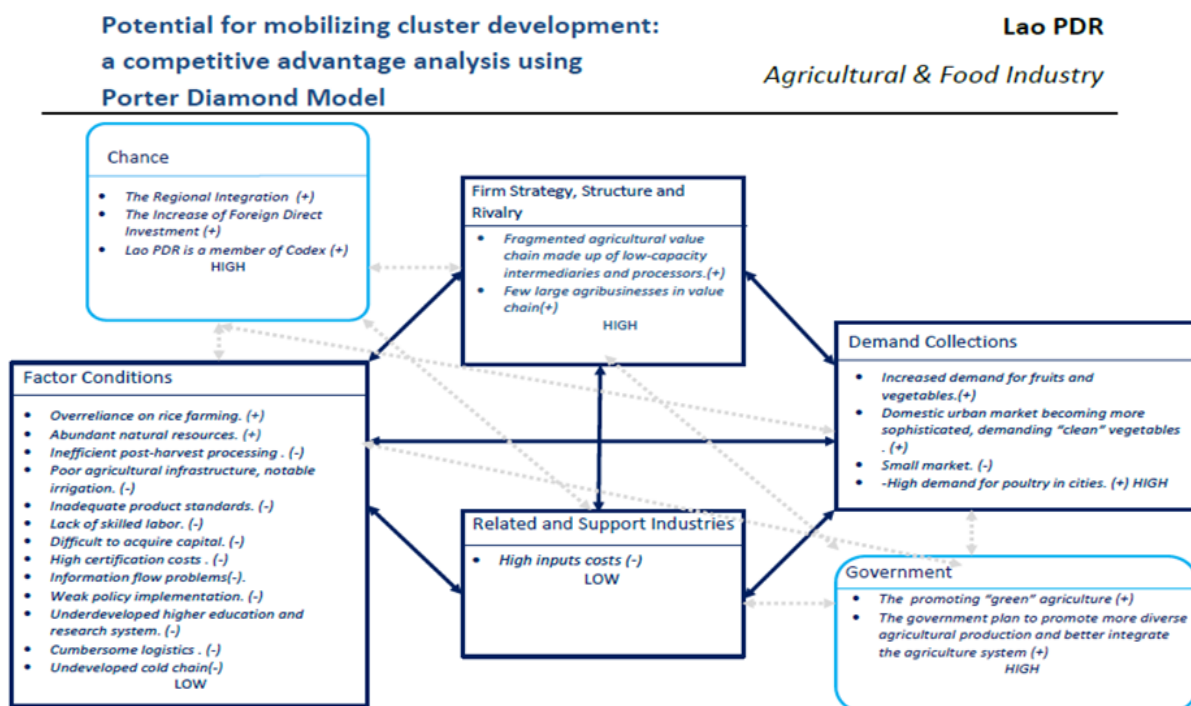 Potential for mobilizing cluster development:
a competitive advantage analysis using
Porter Diamond Model
Lao PDR
Agricultural & Food Industry
Chance
• The Regional Integration (+)
• The Increase of Foreign Direct
Investment (+)
• Lao PDR is a member of Codex (+)
HIGH
Firm Strategy, Structure and
Rivalry
• Fragmented agricultural value
chain made up of low-capacity
intermediaries and processors.(+)
• Few large agribusinesses in value
chain(+)
HIGH
Factor Conditions
• Overreliance on rice farming. (+)
• Abundant natural resources. (+)
• Inefficient post-harvest processing . (-)
• Poor agricultural infrastructure, notable
irrigation. (-)
• Inadequate product standards. (-)
• Lack of skilled labor. (-)
• Difficult to acquire capital. (-)
• High certification costs . (-)
• Information flow problems(-).
• Weak policy implementation. (-)
• Underdeveloped higher education and
research system. (-)
• Cumbersome logistics . (-)
• Undeveloped cold chain(-)
LOW
Demand Collections
• Increased demand for fruits and
vegetables.(+)
• Domestic urban market becoming more
sophisticated, demanding “clean” vegetables
. (+)
• Small market. (-)
• -High demand for poultry in cities. (+) HIGH
Related and Support Industries
• High inputs costs (-)
LOW
Government
• The promoting “green” agriculture (+)
• The government plan to promote more diverse
agricultural production and better integrate
the agriculture system (+)
HIGH